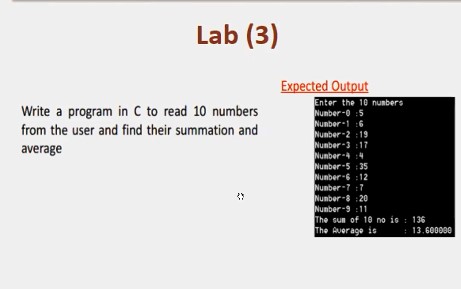 Lab (3)
Expected Output
Write a program in C to read 10 numbers
from the user and find their summation and
average
Enter the 10 numbers
Number-0 :5
Number-1 :6
Number-2 :19
Number-3 :17
Number-4 :4
Number-5 :35
Number-6 :12
Number-7 :7
Number-8 :20
Number-9 :11
The sum of 10 no is : 136
The Average is : 13.600000